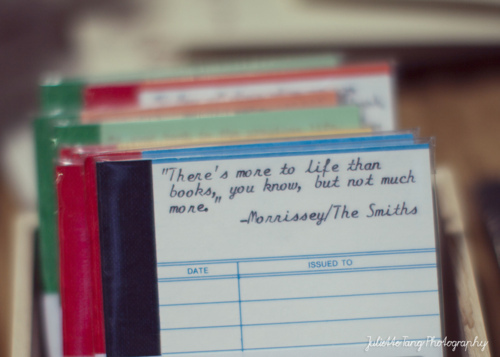 "There's more to life than
books,, you know, but not much
more.
-Morrissey/The Smiths
DATE
ISSUED TO
JulietteTangPhotography